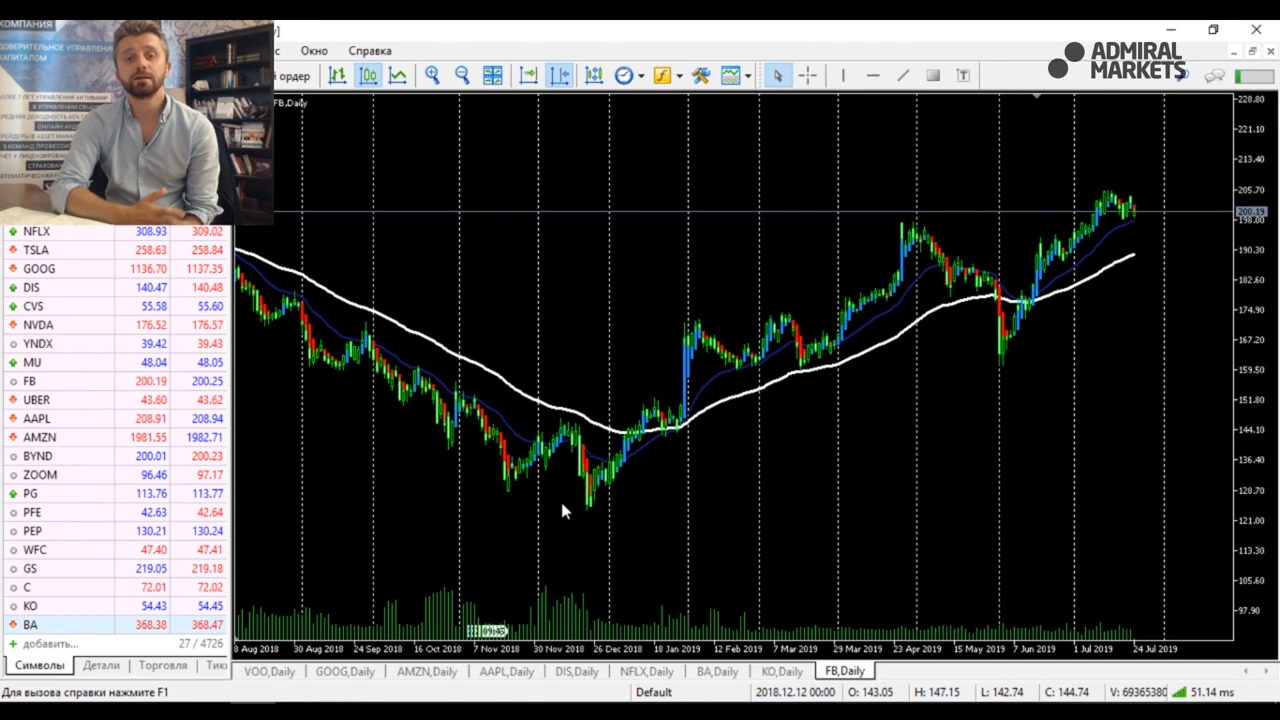 КОМПАНИЯ
ДОВЕРИТЕЛЬНОЕ УПРАВЛЕНИЕ
КАПИТАЛОМ
В УПРАВЛЕНИИ
Окно Справка
ордер
ADMIRAL
MARKETS
FB,Daily
228.80
221.10
213.40
205.70
200.19
198.00
190.30
182.60
174.90
167.20
159.50
151.80
144.10
136.40
128.70
121.00
113.30
105.60
97.90
NFLX 308.93 309.02
TSLA 258.63 258.84
GOOG 1136.70 1137.35
DIS 140.47 140.48
CVS 55.58 55.60
NVDA 176.52 176.57
YNDX 39.42 39.43
MU 48.04 48.05
FB 200.19 200.25
UBER 43.60 43.62
AAPL 208.91 208.94
AMZN 1981.55 1982.71
BYND 200.01 200.23
ZOOM 96.46 97.17
PG 113.76 113.77
PFE 42.63 42.64
PEP 130.21 130.24
WFC 47.40 47.41
GS 219.05 219.18
C 72.01 72.02
KO 54.43 54.45
BA 368.38 368.47
добавить... 27 / 4726
Символы Детали Торговля Тик
8 Aug 2018 30 Aug 2018 24 Sep 2018 16 Oct 2018 7 Nov 2018 30 Nov 2018 26 Dec 2018 18 Jan 2019 12 Feb 2019 7 Mar 2019 29 Mar 2019 23 Apr 2019 15 May 2019 7 Jun 2019 1 Jul 2019 24 Jul 2019
VOO,Daily GOOG,Daily AMZN,Daily AAPL,Daily DIS,Daily NFLX,Daily BA,Daily KO,Daily FB,Daily
Для вызова справки нажмите F1 Default 2018.12.12 00:00 O: 143.05 H: 147.15 L: 142.74 C: 144.74 V: 69365380 51.14 ms